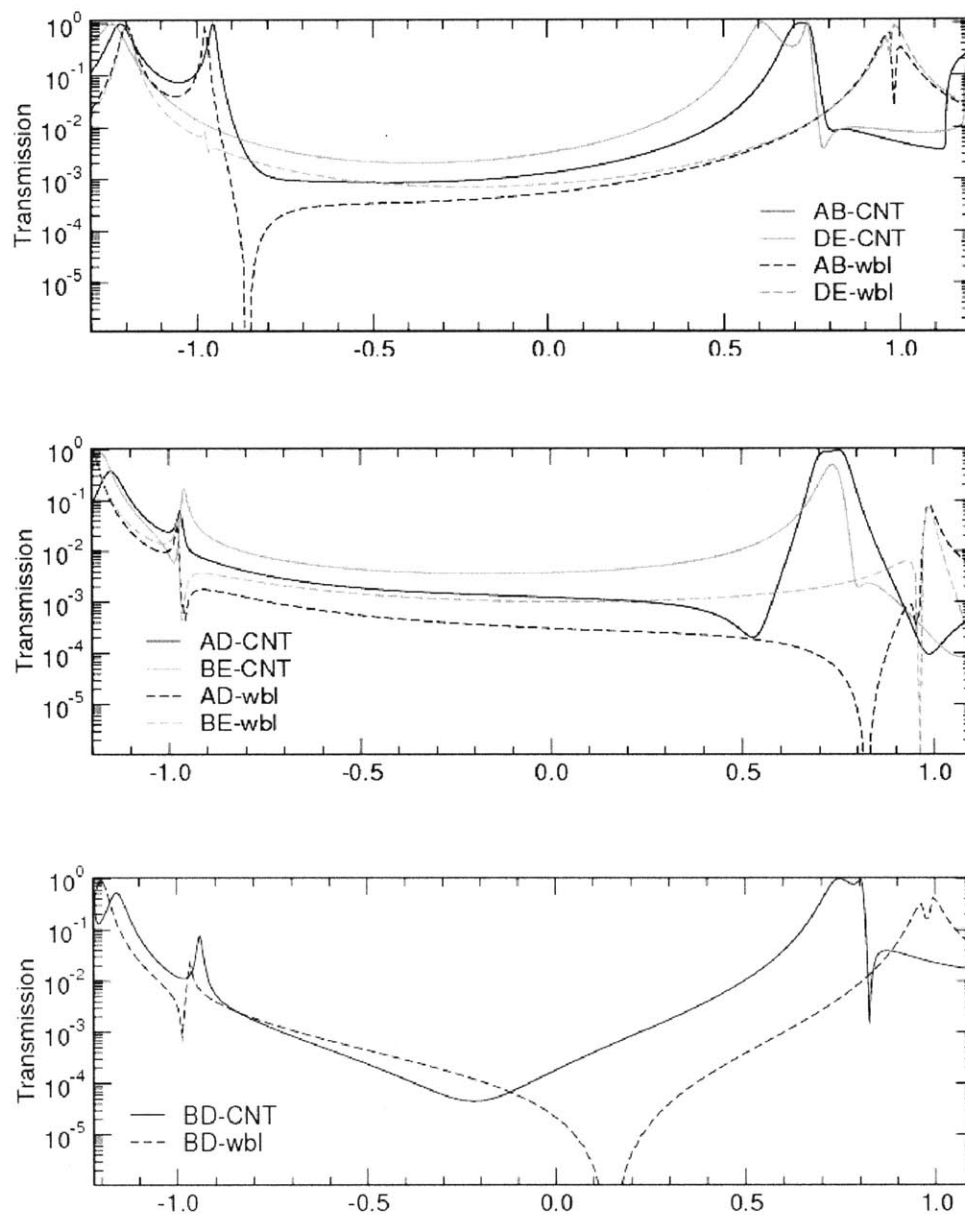 10^0
10^-1
10^-2
10^-3
10^-4
10^-5
Transmission
AB-CNT
DE-CNT
AB-wbl
DE-wbl
-1.0 -0.5 0.0 0.5 1.0
10^0
10^-1
10^-2
10^-3
10^-4
10^-5
Transmission
AD-CNT
BE-CNT
AD-wbl
BE-wbl
-1.0 -0.5 0.0 0.5 1.0
10^0
10^-1
10^-2
10^-3
10^-4
10^-5
Transmission
BD-CNT
BD-wbl
-1.0 -0.5 0.0 0.5 1.0